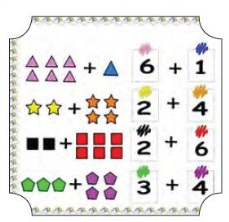 + 6 + 1
+ 2 + 4
+ 2 + 6
+ 3 + 4